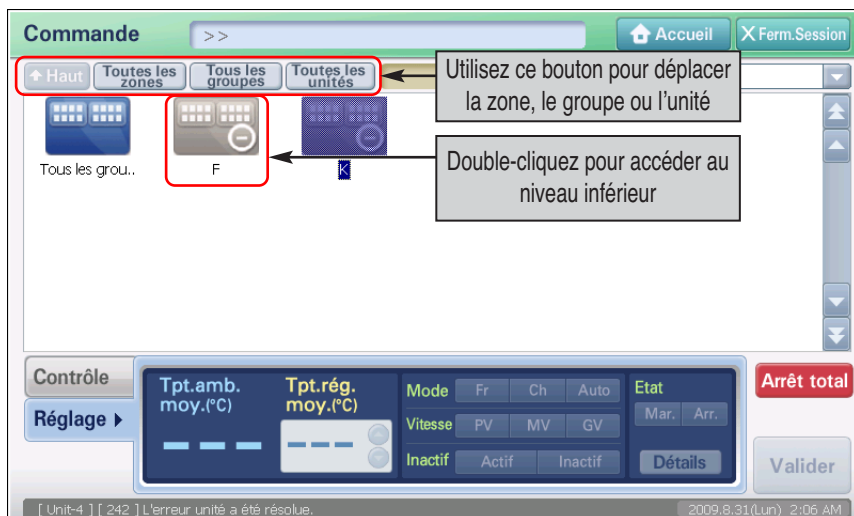 Commande >> Accueil X Ferm.Session
Haut Toutes les zones Tous les groupes Toutes les unités
Utilisez ce bouton pour déplacer
la zone, le groupe ou l'unité
Tous les grou.. F K
Double-cliquez pour accéder au
niveau inférieur
Contrôle
Réglage
Tpt.amb.
moy.(°C)
---
Tpt.rég.
moy.(°C)
---
Mode Fr Ch Auto
Vitesse PV MV GV
Inactif Actif Inactif
Etat
Mar. Arr.
Détails
Arrêt total
Valider
[ Unit-4 ] [ 242 ] L'erreur unité a été résolue. 2009.8.31(Lun) 2:06 AM